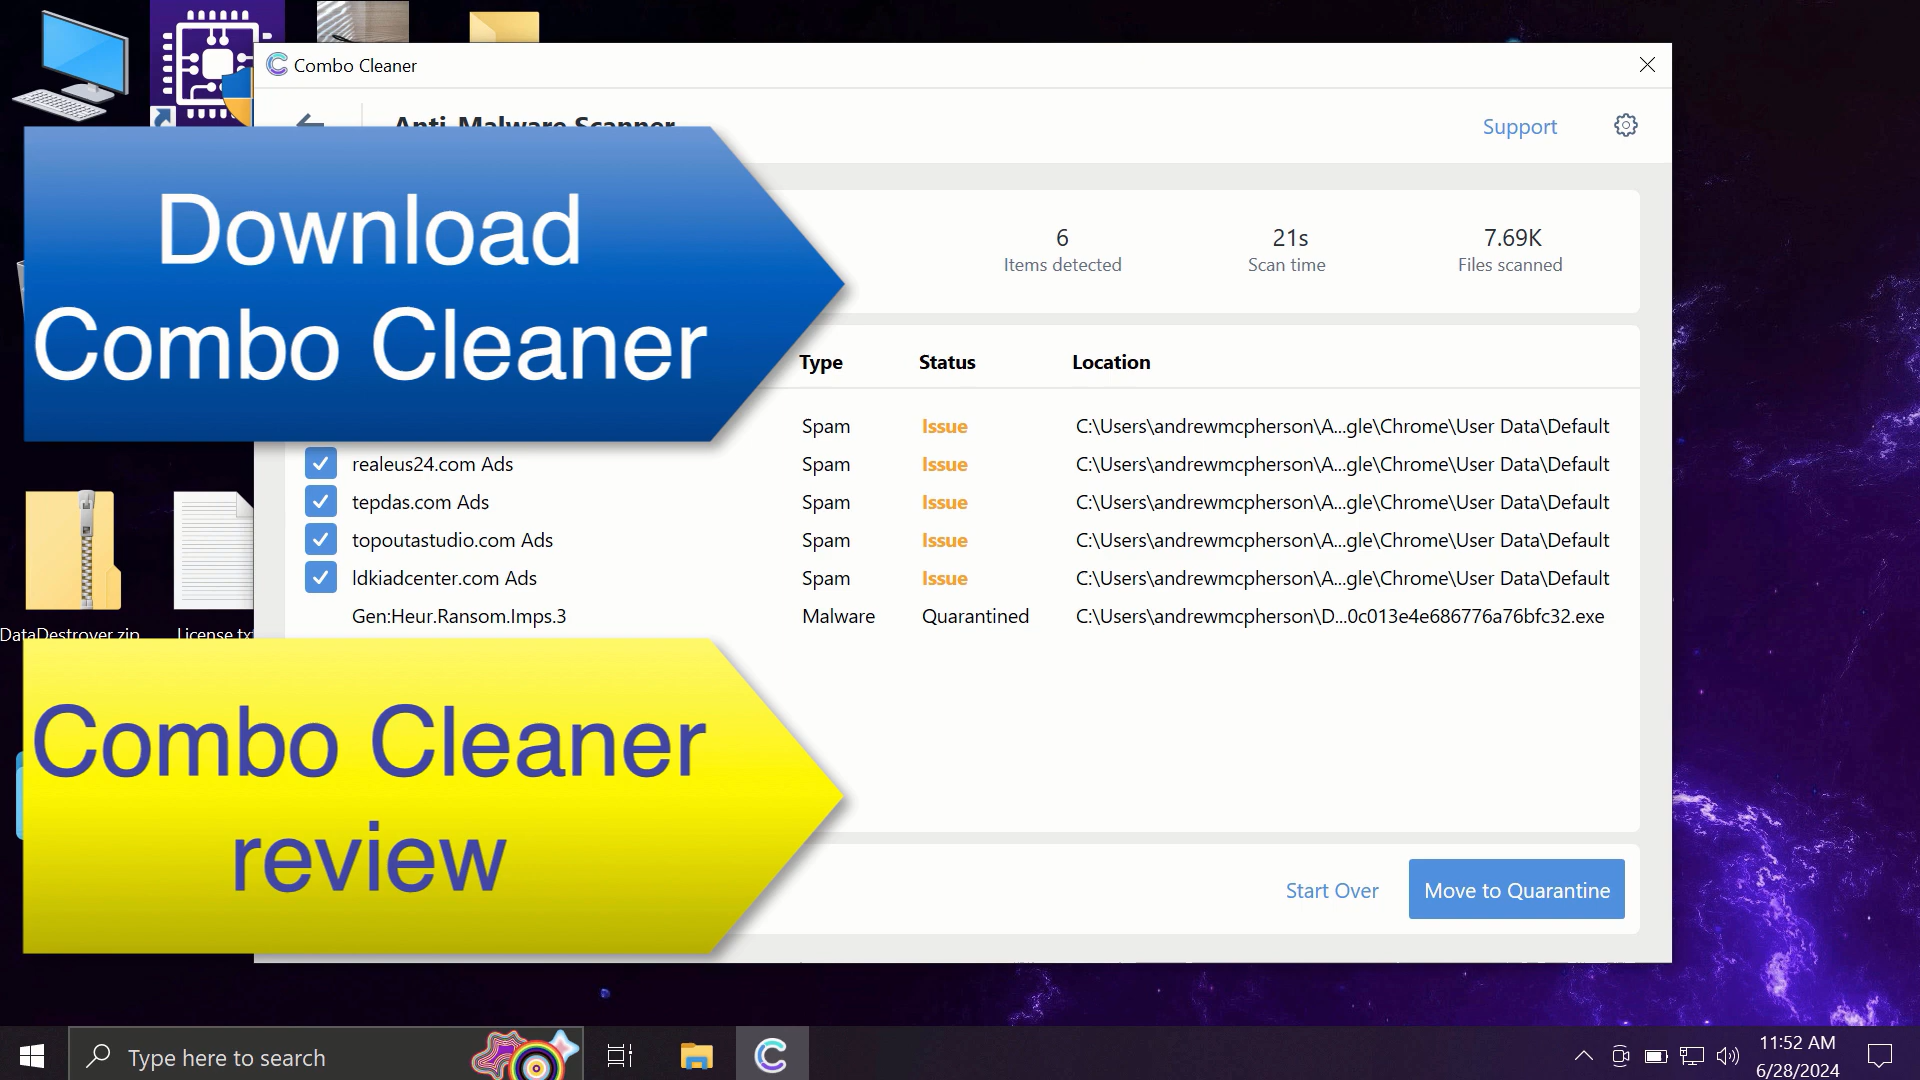 Combo Cleaner
Anti-Malware Scanner
Support
Download
Combo Cleaner
6
Items detected
21s
Scan time
7.69K
Files scanned
Type Status Location
Spam Issue C:\Users\andrewmcpherson\A...gle\Chrome\User Data\Default
realeus24.com Ads Spam Issue C:\Users\andrewmcpherson\A...gle\Chrome\User Data\Default
tepdas.com Ads Spam Issue C:\Users\andrewmcpherson\A...gle\Chrome\User Data\Default
topoutastudio.com Ads Spam Issue C:\Users\andrewmcpherson\A...gle\Chrome\User Data\Default
ldkiadcenter.com Ads Spam Issue C:\Users\andrewmcpherson\A...gle\Chrome\User Data\Default
Gen:Heur.Ransom.Imps.3 Malware Quarantined C:\Users\andrewmcpherson\D...0c013e4e686776a76bfc32.exe
DataDestroyer.zip
License.txt
Combo Cleaner
review
Start Over
Move to Quarantine
Type here to search
11:52 AM
6/28/2024